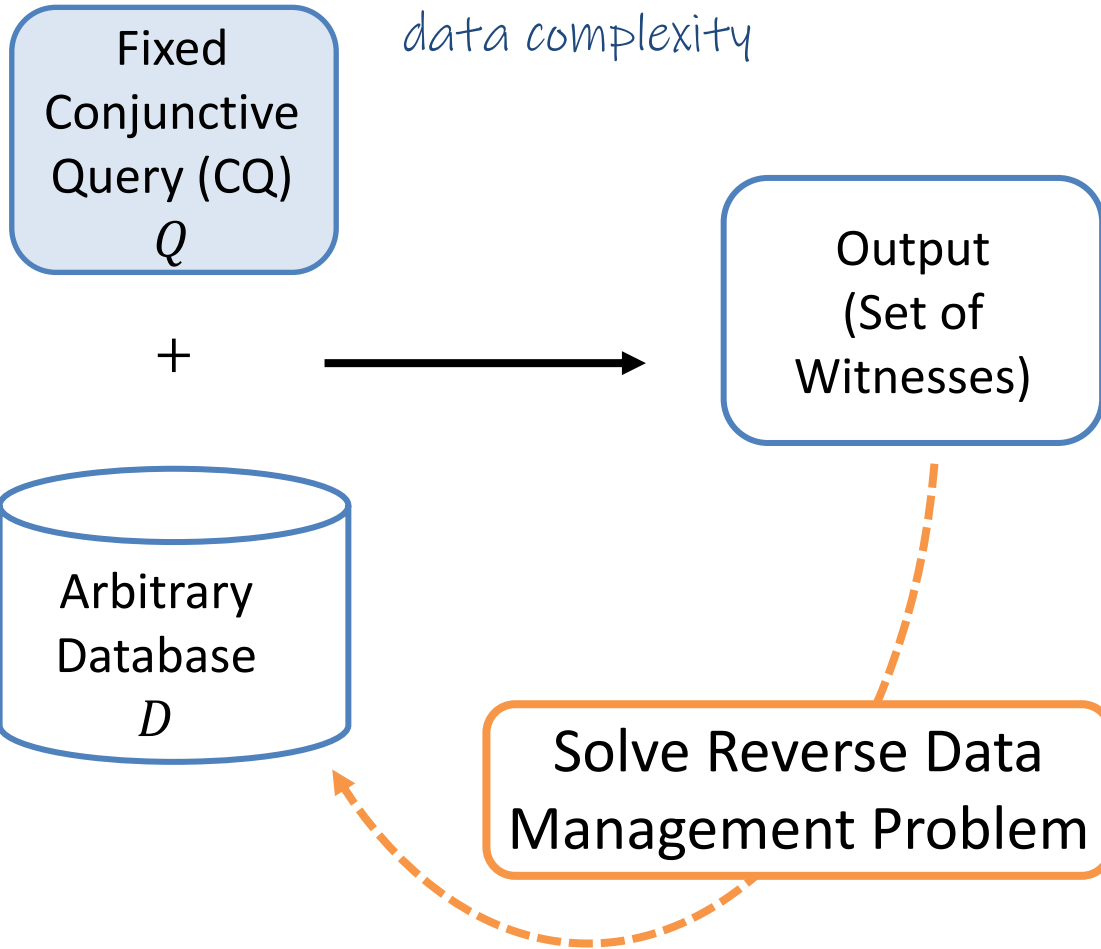 Fixed
Conjunctive
Query (CQ)
Q
data complexity
+
Output
(Set of
Witnesses)
Arbitrary
Database
D
Solve Reverse Data
Management Problem